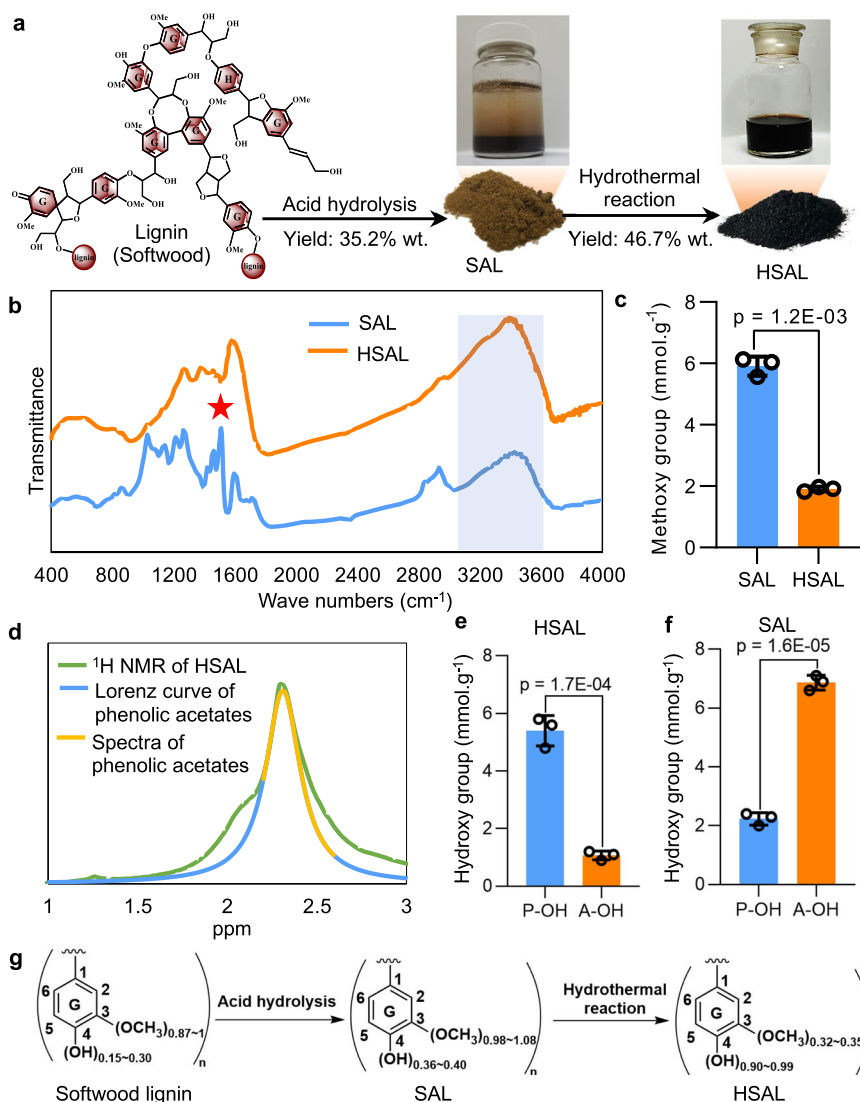 a
OH
OH
MeO
O
G
HO
O
OH
O
G
OMe
OH
G
H
O
OMe
G
OMe
OH
MeO
G
G
OMe
OH
HO
OH
O
G
OMe
HO
O
lignin
G
OMe
OH
HO
OH
O
O
G
OMe
O
lignin
Lignin
(Softwood)
Acid hydrolysis
Yield: 35.2% wt.
SAL
Hydrothermal
reaction
Yield: 46.7% wt.
HSAL
b
SAL
HSAL
Transmittance
400 800 1200 1600 2000 2400 2800 3200 3600 4000
Wave numbers (cm⁻¹)
c
p = 1.2E-03
Methoxy group (mmol.g⁻¹)
8
6
4
2
0
SAL HSAL
d
¹H NMR of HSAL
Lorenz curve of
phenolic acetates
Spectra of
phenolic acetates
1 1.5 2 2.5 3
ppm
e
HSAL
p = 1.7E-04
Hydroxy group (mmol.g⁻¹)
8
6
4
2
0
P-OH A-OH
f
SAL
p = 1.6E-05
Hydroxy group (mmol.g⁻¹)
8
6
4
2
0
P-OH A-OH
g
1
6
2
G
5
3
4
(OCH₃)0.87~1
(OH)0.15~0.30
n
Softwood lignin
Acid hydrolysis
1
6
2
G
5
3
4
(OCH₃)0.98~1.08
(OH)0.36~0.40
n
SAL
Hydrothermal
reaction
1
6
2
G
5
3
4
(OCH₃)0.32~0.35
(OH)0.90~0.99
HSAL